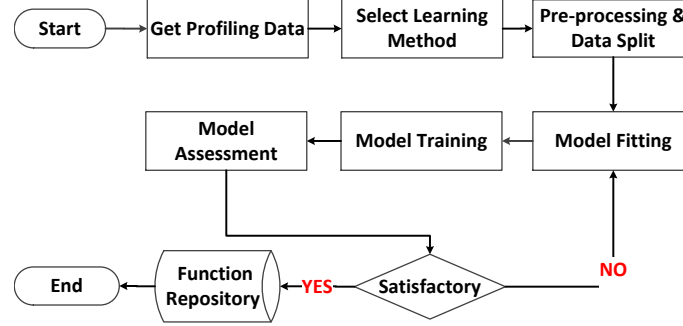 Start
Get Profiling Data
Select Learning
Method
Pre-processing &
Data Split
Model
Assessment
Model Training
Model Fitting
End
Function
Repository
YES
Satisfactory
NO